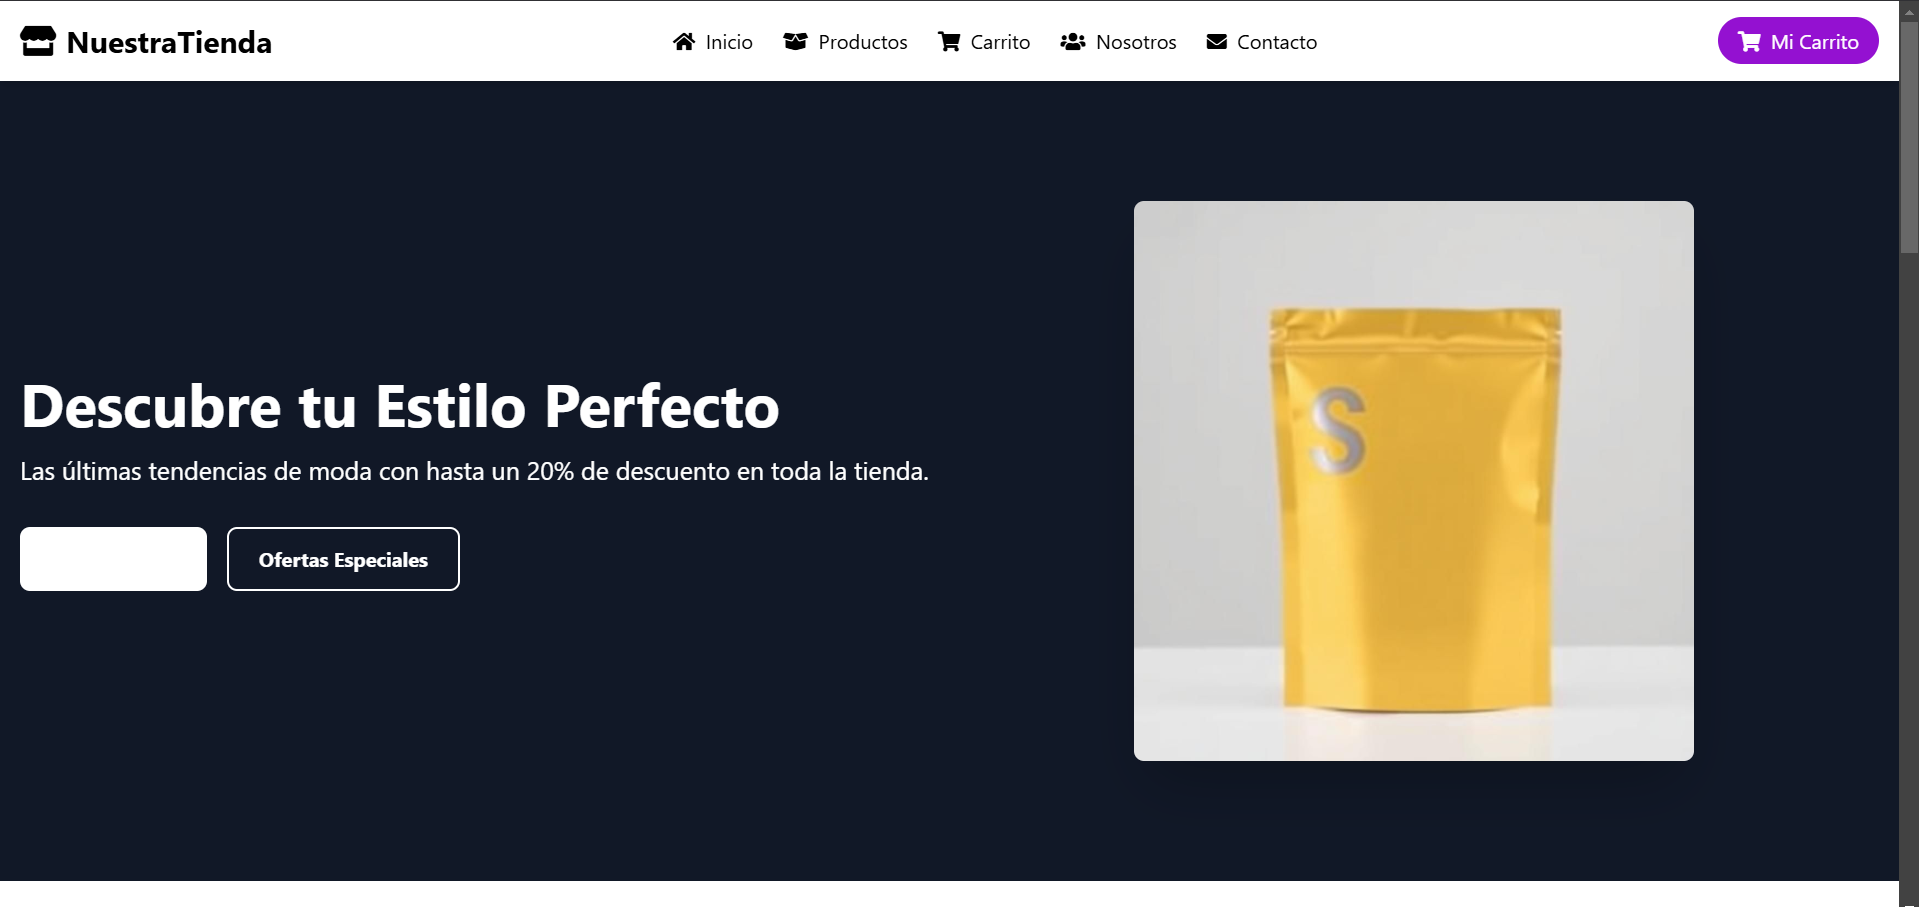 NuestraTienda
Inicio
Productos
Carrito
Nosotros
Contacto
Mi Carrito
Descubre tu Estilo Perfecto
Las últimas tendencias de moda con hasta un 20% de descuento en toda la tienda.
Ofertas Especiales
S